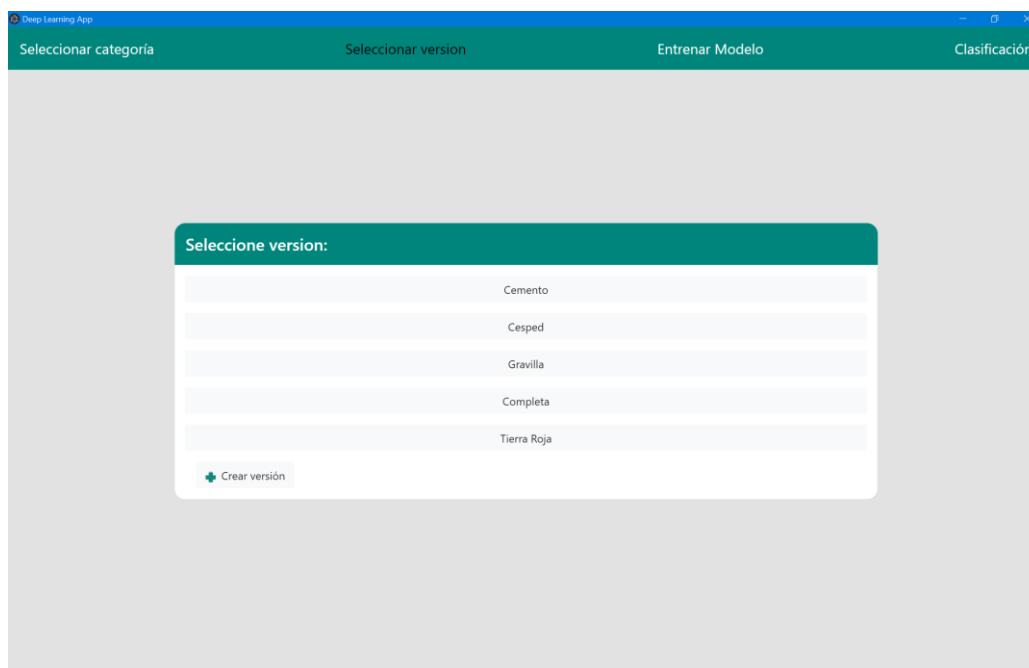 Deep Learning App
Seleccionar categoría Seleccionar version Entrenar Modelo Clasificación
Seleccione version:
Cemento
Cesped
Gravilla
Completa
Tierra Roja
Crear versión